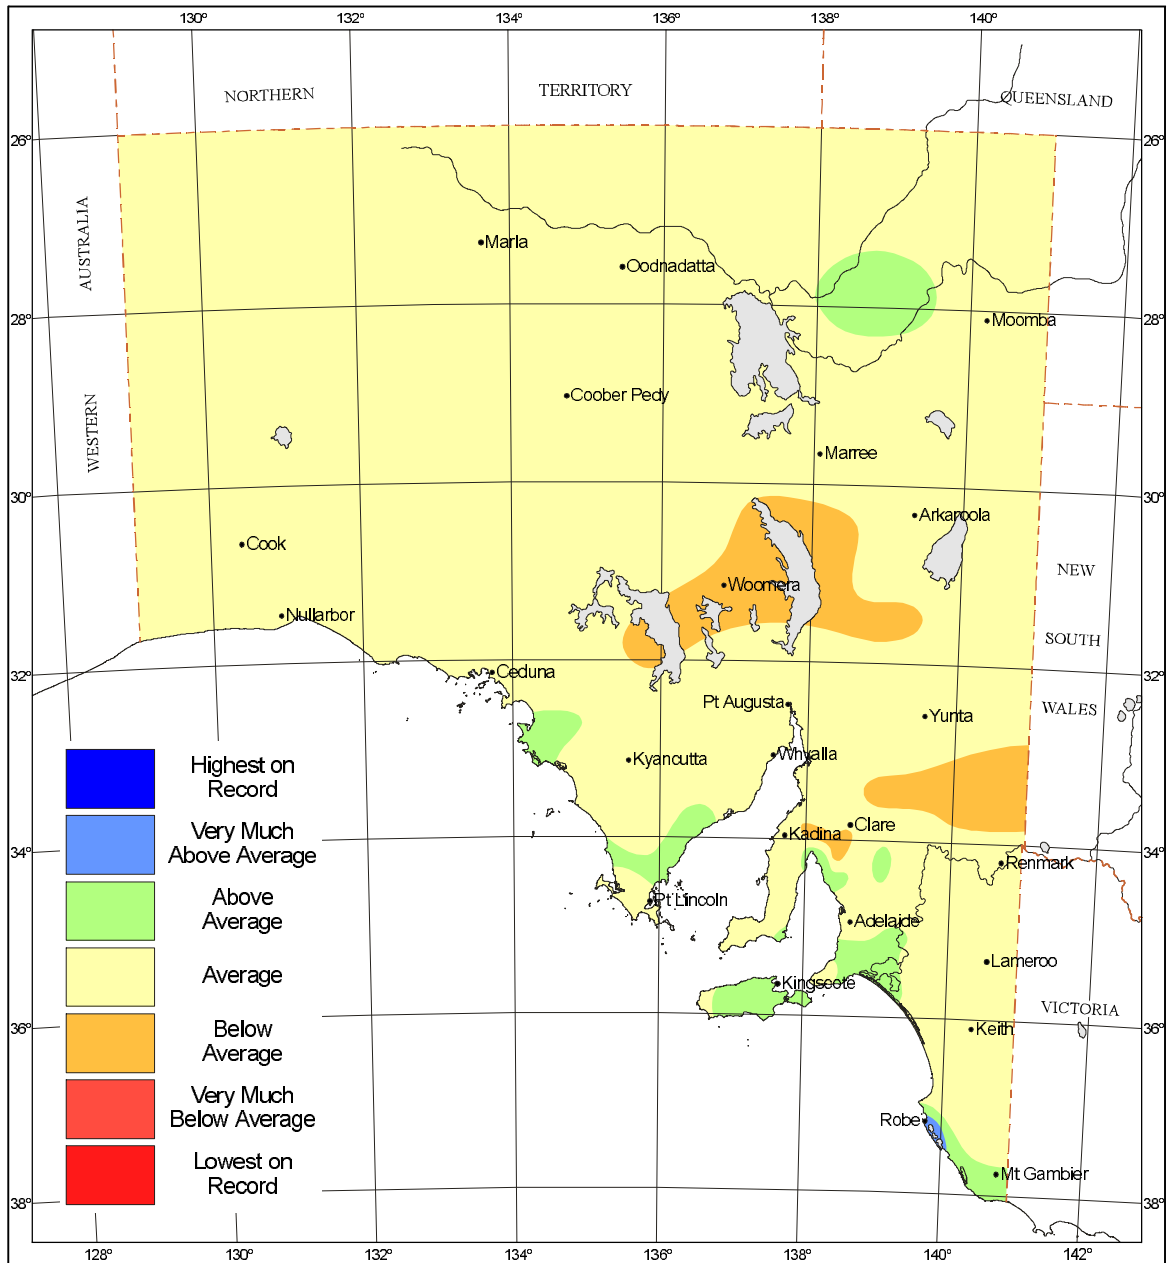 130° 132° 134° 136° 138° 140°
NORTHERN TERRITORY QUEENSLAND
26° 26°
AUSTRALIA
Marla
Oodnadatta
28° 28°
Moomba
Coober Pedy
WESTERN
Marree
30° 30°
Arkaroola
Cook
NEW
Woomera
Nullarbor
SOUTH
32° 32°
Ceduna
Pt Augusta
WALES
Yunta
Kyancutta
Whyalla
Highest on
Record
Very Much
Above Average
Clare
Kadina
34° 34°
Renmark
Above
Average
Pt Lincoln
Adelaide
Lameroo
Average
Kingscote
VICTORIA
36° 36°
Keith
Below
Average
Very Much
Below Average
Robe
Lowest on
Record
Mt Gambier
38° 38°
128° 130° 132° 134° 136° 138° 140° 142°